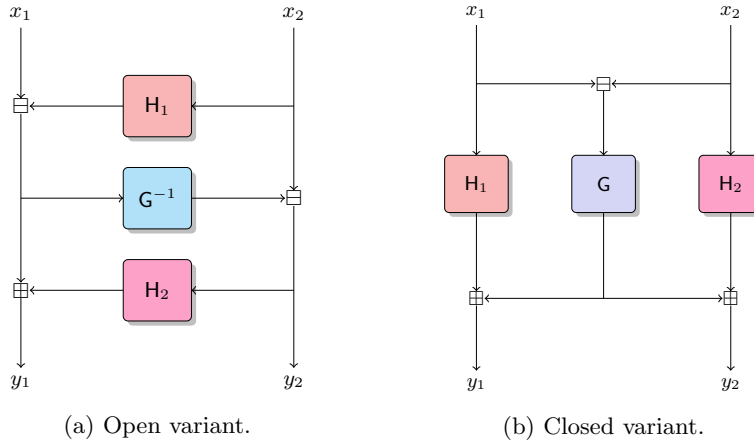 x₁ x₂
H₁
G⁻¹
H₂
y₁ y₂
(a) Open variant.
x₁ x₂
H₁ G H₂
y₁ y₂
(b) Closed variant.